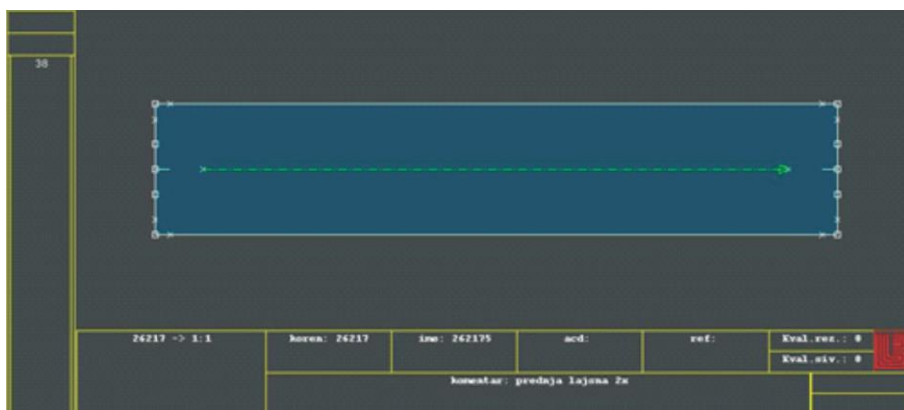 38
26217 -> 1:1
koren: 26217
ime: 262175
acd:
ref:
Kval.rez.: 0
Kval.siv.: 0
komentar: prednja lajsna 2x